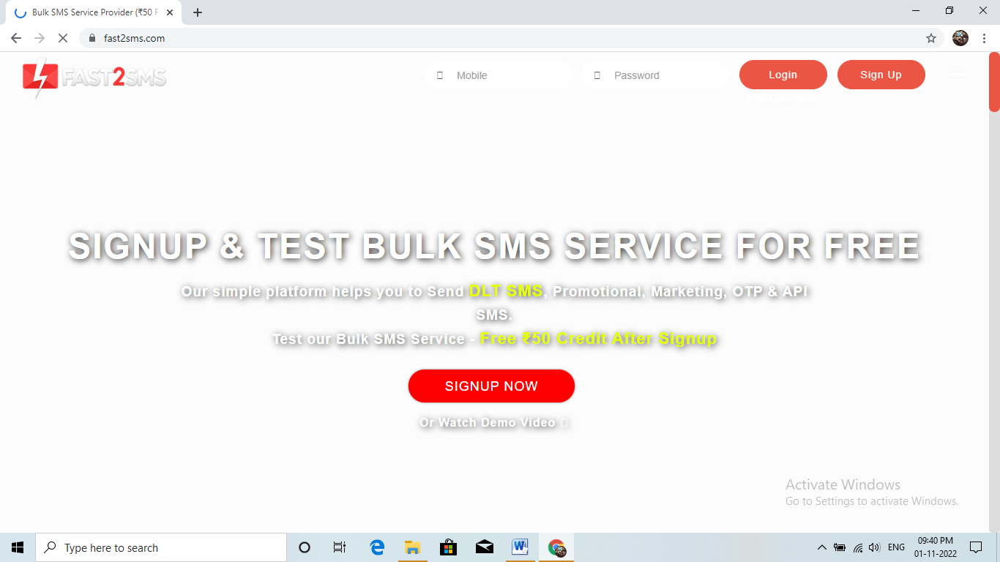 Bulk SMS Service Provider (₹50 F
fast2sms.com
FAST2SMS
Mobile
Password
Login
Sign Up
SIGNUP & TEST BULK SMS SERVICE FOR FREE
Our simple platform helps you to Send DLT SMS, Promotional, Marketing, OTP & API
SMS.
Test our Bulk SMS Service - Free ₹50 Credit After SIgnup
SIGNUP NOW
Or Watch Demo Video
Activate Windows
Go to Settings to activate Windows.
Type here to search
ENG
09:40 PM
01-11-2022